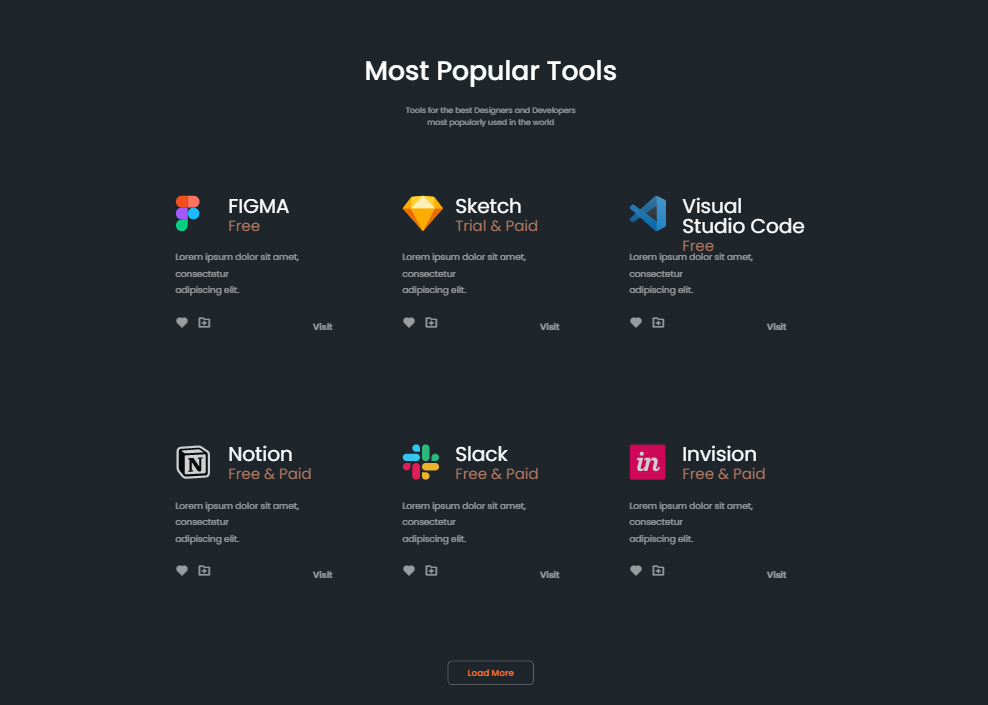 Most Popular Tools
Tools for the best Designers and Developers
most popularly used in the world
FIGMA
Free
Lorem ipsum dolor sit amet,
consectetur
adipiscing elit.
Visit
Sketch
Trial & Paid
Lorem ipsum dolor sit amet,
consectetur
adipiscing elit.
Visit
Visual
Studio Code
Free
Lorem ipsum dolor sit amet,
consectetur
adipiscing elit.
Visit
N
Notion
Free & Paid
Lorem ipsum dolor sit amet,
consectetur
adipiscing elit.
Visit
Slack
Free & Paid
Lorem ipsum dolor sit amet,
consectetur
adipiscing elit.
Visit
in
Invision
Free & Paid
Lorem ipsum dolor sit amet,
consectetur
adipiscing elit.
Visit
Load More